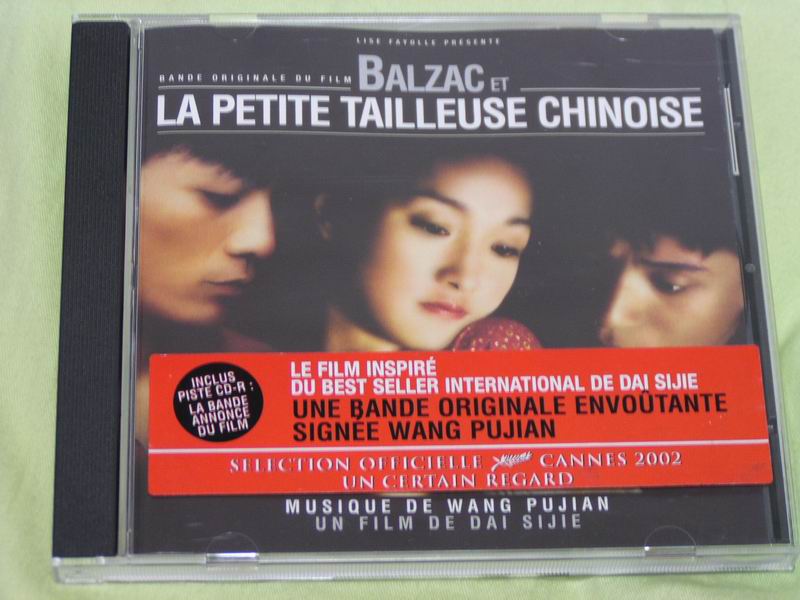 LISE FAYOLLE PRÉSENTE
BANDE ORIGINALE DU FILM BALZAC ET
LA PETITE TAILLEUSE CHINOISE
INCLUS
PISTE CD-R :
LA BANDE
ANNONCE
DU FILM
LE FILM INSPIRÉ
DU BEST SELLER INTERNATIONAL DE DAI SIJIE
UNE BANDE ORIGINALE ENVOÛTANTE
SIGNÉE WANG PUJIAN
SELECTION OFFICIELLE CANNES 2002
UN CERTAIN REGARD
MUSIQUE DE WANG PUJIAN
UN FILM DE DAI SIJIE